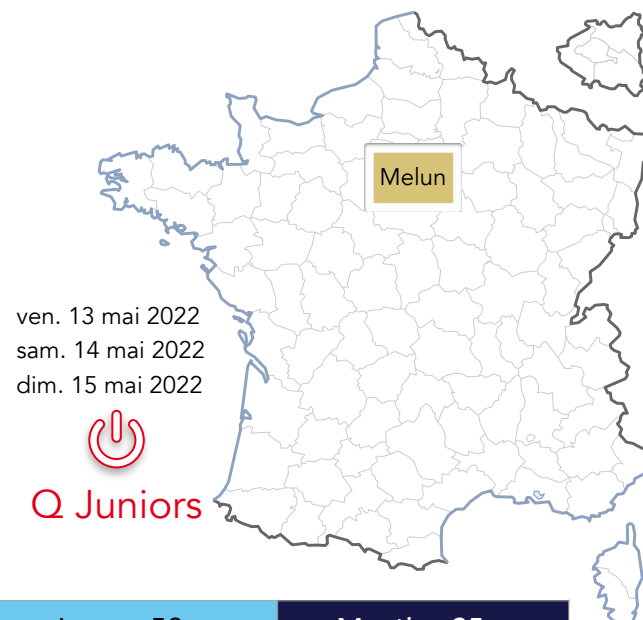 Melun
ven. 13 mai 2022
sam. 14 mai 2022
dim. 15 mai 2022
Q Juniors